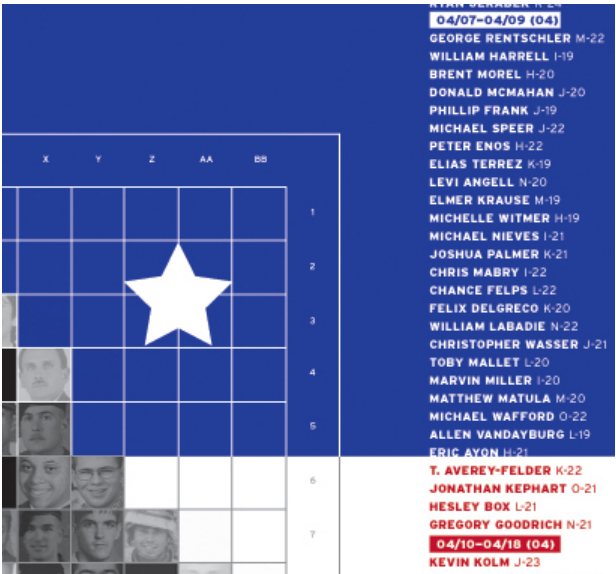 RYAN JERABEK K-24
04/07–04/09 (04)
GEORGE RENTSCHLER M-22
WILLIAM HARRELL I-19
BRENT MOREL H-20
DONALD MCMAHAN J-20
PHILLIP FRANK J-19
MICHAEL SPEER J-22
PETER ENOS H-22
ELIAS TERREZ K-19
LEVI ANGELL N-20
ELMER KRAUSE M-19
MICHELLE WITMER H-19
MICHAEL NIEVES I-21
JOSHUA PALMER K-21
CHRIS MABRY I-22
CHANCE FELPS L-22
FELIX DELGRECO K-20
WILLIAM LABADIE N-22
CHRISTOPHER WASSER J-21
TOBY MALLET L-20
MARVIN MILLER I-20
MATTHEW MATULA M-20
MICHAEL WAFFORD O-22
ALLEN VANDAYBURG L-19
ERIC AYON H-21
T. AVEREY-FELDER K-22
JONATHAN KEPHART O-21
HESLEY BOX L-21
GREGORY GOODRICH N-21
04/10–04/18 (04)
KEVIN KOLM J-23
X Y Z AA BB
1
2
3
4
5
6
7